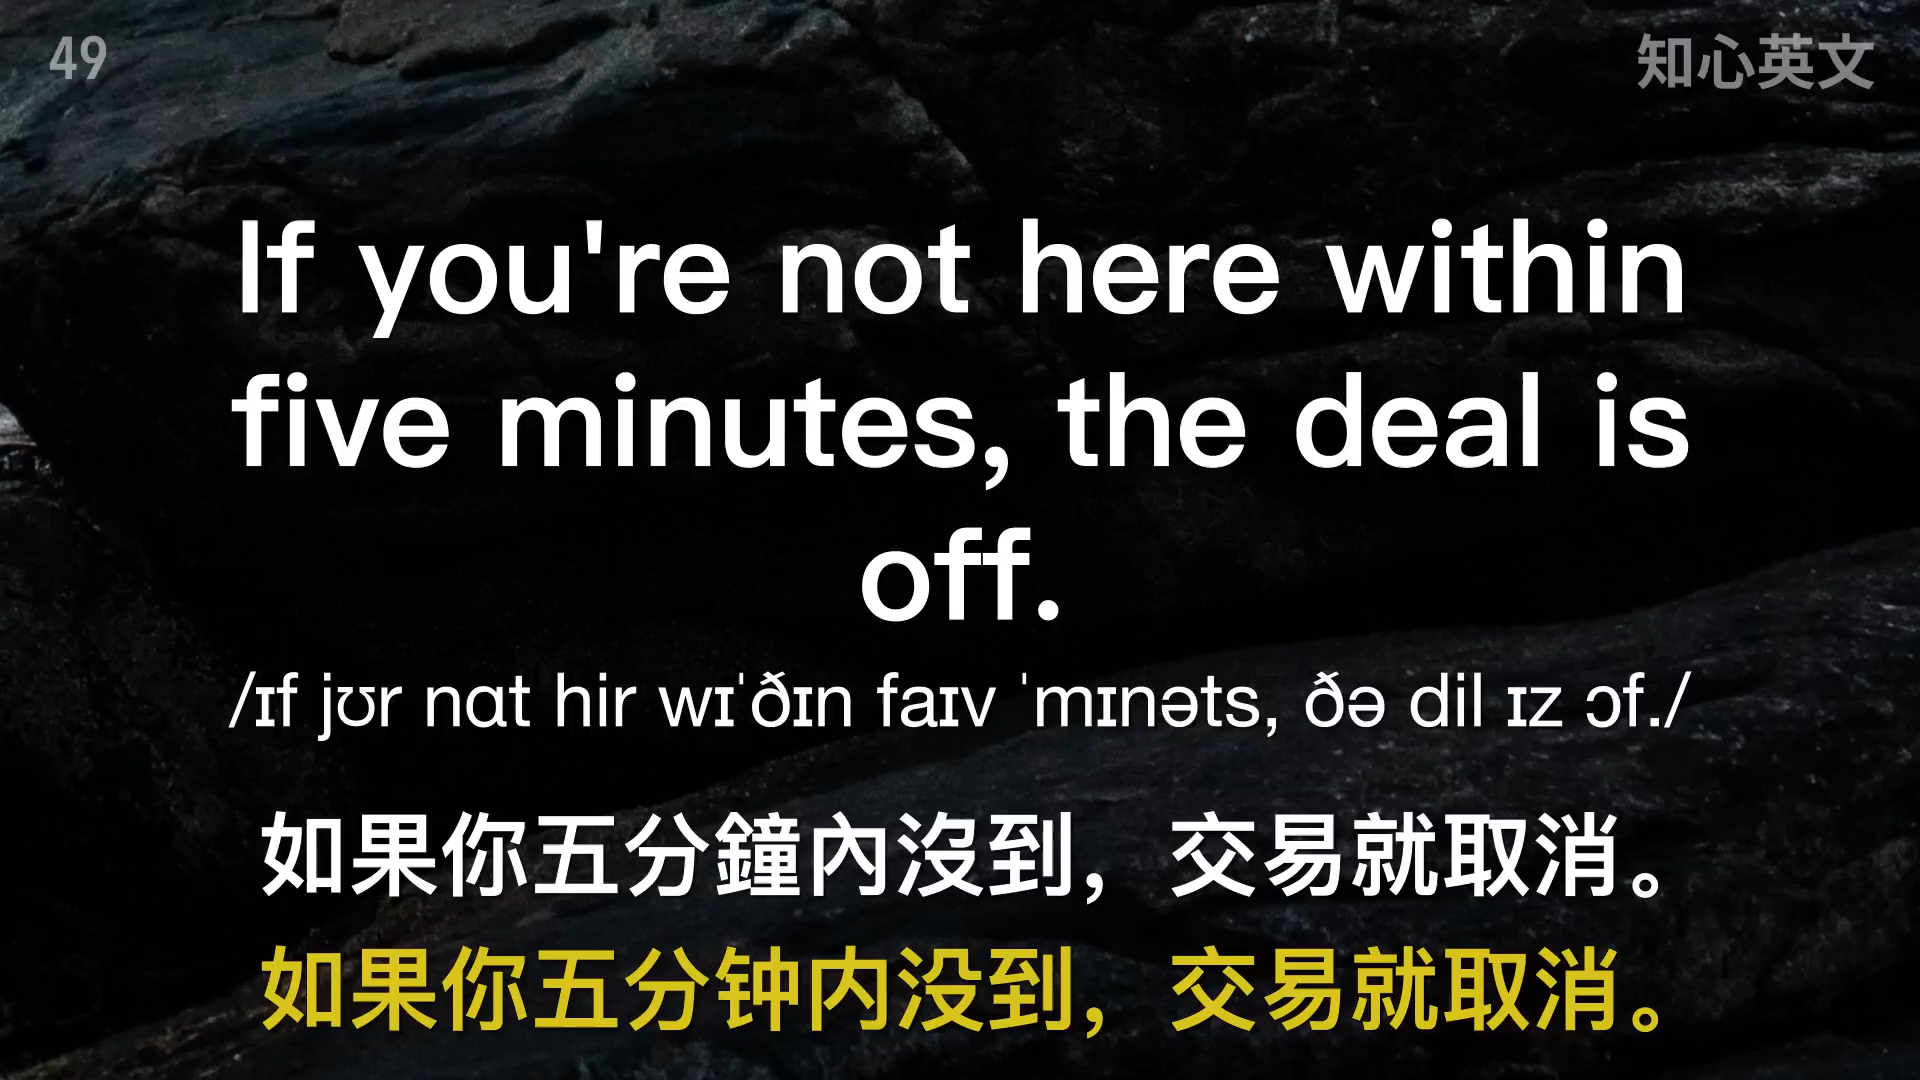 49
知心英文
If you're not here within
five minutes, the deal is
off.
/ɪf jʊr nɑt hir wɪˈðɪn faɪv ˈmɪnəts, ðə dil ɪz ɔf./
如果你五分鐘內沒到，交易就取消。
如果你五分钟内没到，交易就取消。